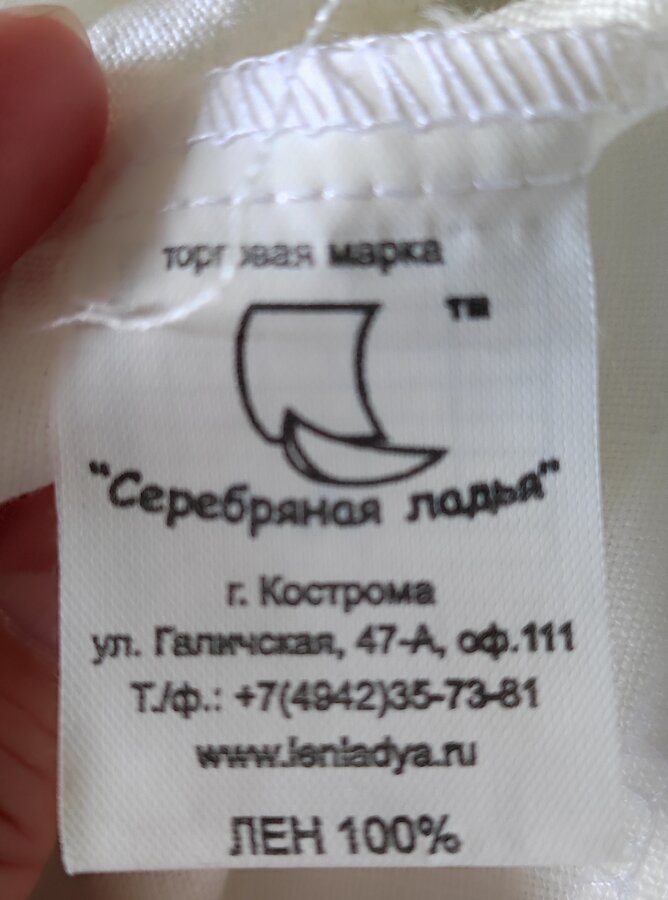 торговая марка
TM
"Серебряная ладья"
г. Кострома
ул. Галичская, 47-А, оф.111
Т./ф.: +7(4942)35-73-81
www.lenladya.ru
ЛЕН 100%